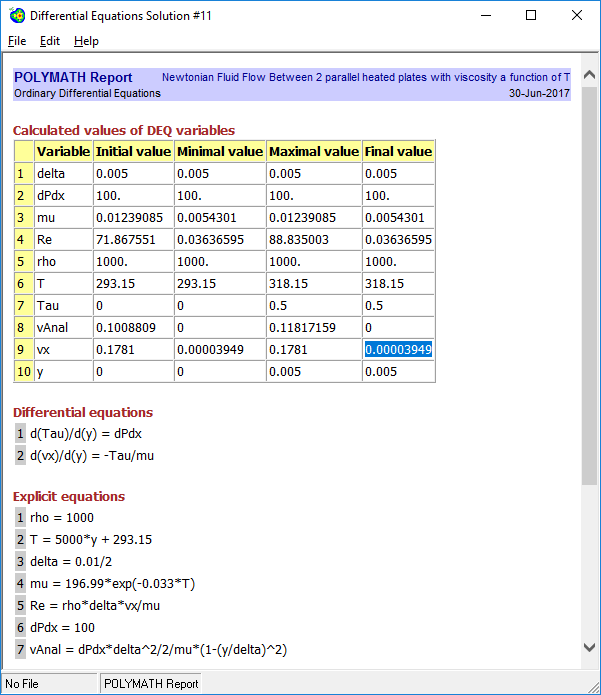 Differential Equations Solution #11
File Edit Help
POLYMATH Report Newtonian Fluid Flow Between 2 parallel heated plates with viscosity a function of T
Ordinary Differential Equations 30-Jun-2017
Calculated values of DEQ variables
Variable Initial value Minimal value Maximal value Final value
1 delta 0.005 0.005 0.005 0.005
2 dPdx 100. 100. 100. 100.
3 mu 0.01239085 0.0054301 0.01239085 0.0054301
4 Re 71.867551 0.03636595 88.835003 0.03636595
5 rho 1000. 1000. 1000. 1000.
6 T 293.15 293.15 318.15 318.15
7 Tau 0 0 0.5 0.5
8 vAnal 0.1008809 0 0.11817159 0
9 vx 0.1781 0.00003949 0.1781 0.00003949
10 y 0 0 0.005 0.005
Differential equations
1 d(Tau)/d(y) = dPdx
2 d(vx)/d(y) = -Tau/mu
Explicit equations
1 rho = 1000
2 T = 5000*y + 293.15
3 delta = 0.01/2
4 mu = 196.99*exp(-0.033*T)
5 Re = rho*delta*vx/mu
6 dPdx = 100
7 vAnal = dPdx*delta^2/2/mu*(1-(y/delta)^2)
No File POLYMATH Report